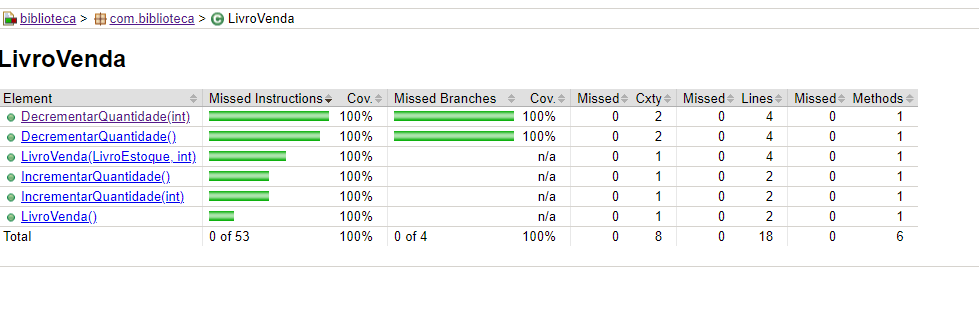 biblioteca > com.biblioteca > LivroVenda
LivroVenda
Element Missed Instructions Cov. Missed Branches Cov. Missed Cxty Missed Lines Missed Methods
DecrementarQuantidade(int) 100% 100% 0 2 0 4 0 1
DecrementarQuantidade() 100% 100% 0 2 0 4 0 1
LivroVenda(LivroEstoque, int) 100% n/a 0 1 0 4 0 1
IncrementarQuantidade() 100% n/a 0 1 0 2 0 1
IncrementarQuantidade(int) 100% n/a 0 1 0 2 0 1
LivroVenda() 100% n/a 0 1 0 2 0 1
Total 0 of 53 100% 0 of 4 100% 0 8 0 18 0 6